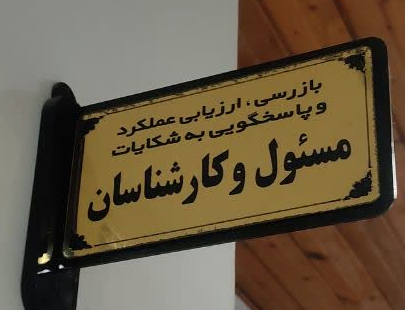 بازرسی، ارزیابی عملکرد
و پاسخگویی به شکایات
مسئول و کارشناسان